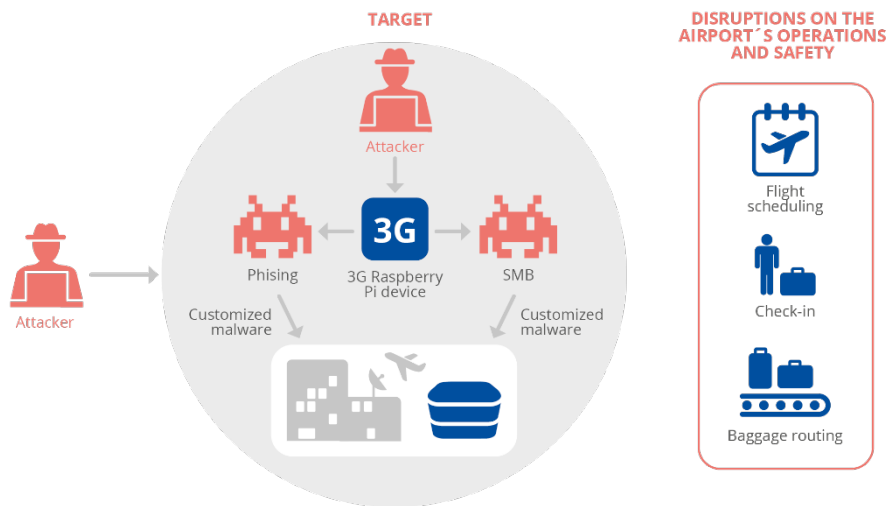 TARGET
DISRUPTIONS ON THE
AIRPORT´S OPERATIONS
AND SAFETY
Attacker
Flight
scheduling
3G
Phising
3G Raspberry
Pi device
SMB
Attacker
Customized
malware
Customized
malware
Check-in
Baggage routing